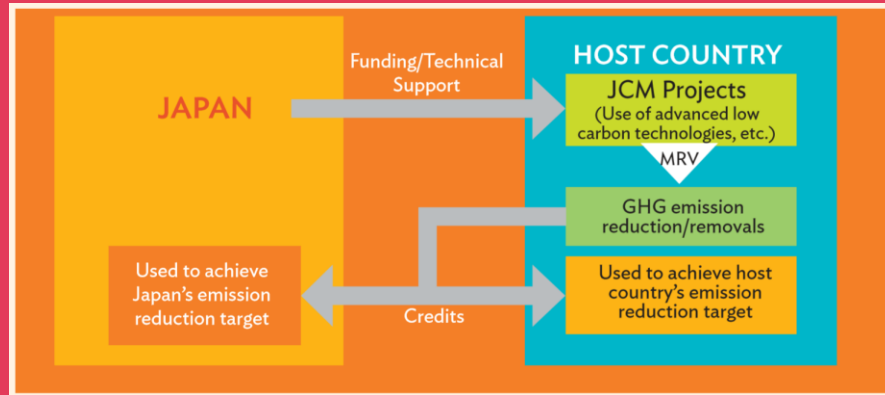 JAPAN
Funding/Technical
Support
HOST COUNTRY
JCM Projects
(Use of advanced low
carbon technologies, etc.)
MRV
GHG emission
reduction/removals
Used to achieve
Japan's emission
reduction target
Credits
Used to achieve host
country's emission
reduction target